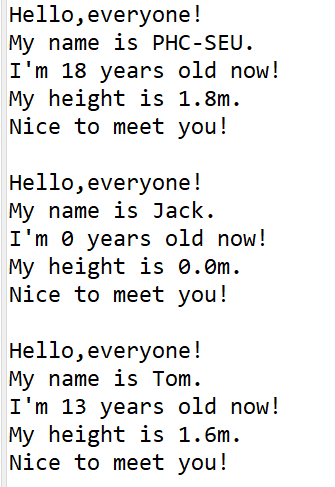 Hello,everyone!
My name is PHC-SEU.
I'm 18 years old now!
My height is 1.8m.
Nice to meet you!

Hello,everyone!
My name is Jack.
I'm 0 years old now!
My height is 0.0m.
Nice to meet you!

Hello,everyone!
My name is Tom.
I'm 13 years old now!
My height is 1.6m.
Nice to meet you!